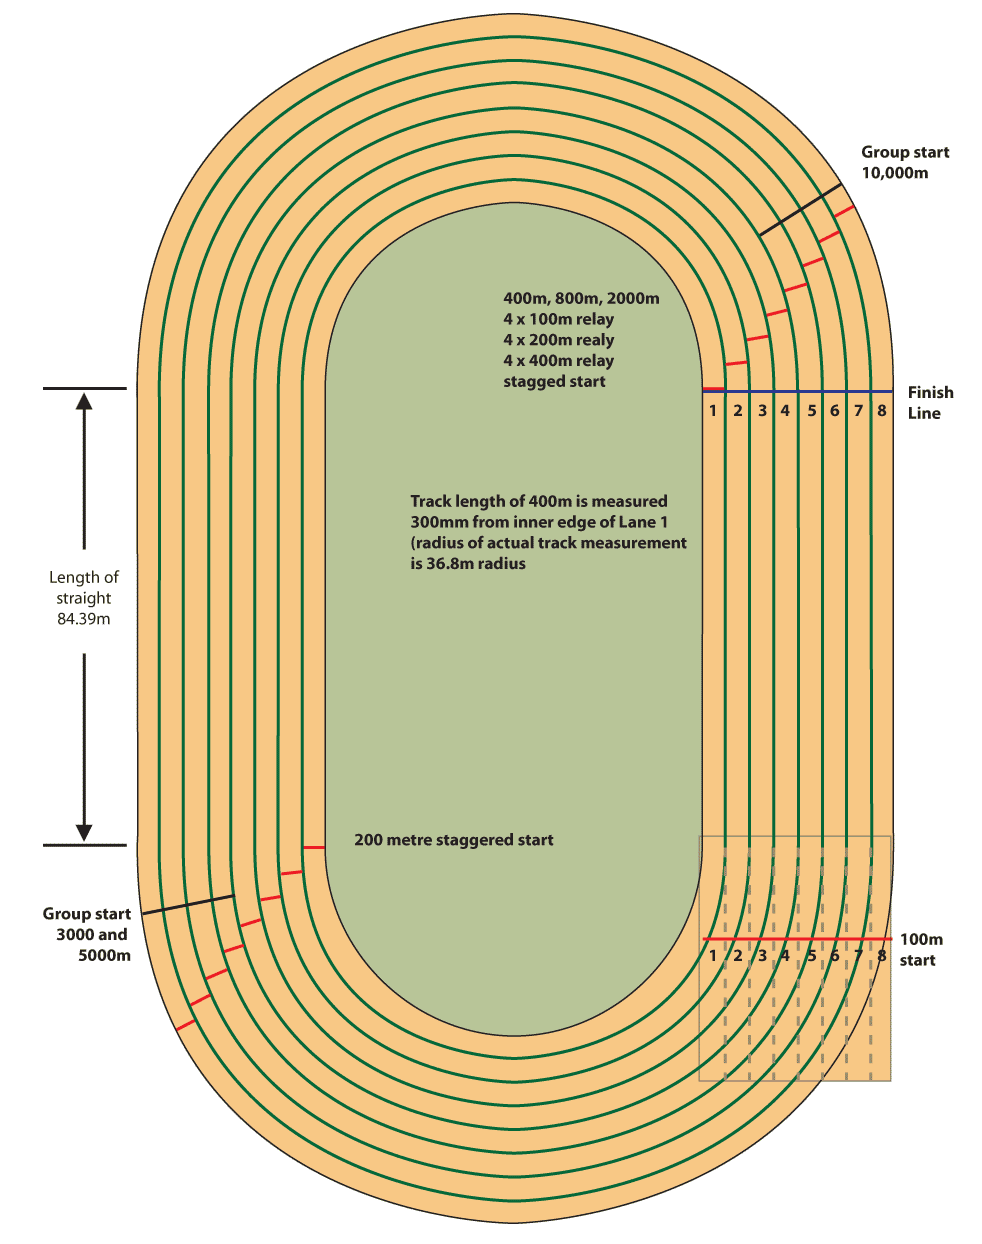 Group start
10,000m
400m, 800m, 2000m
4 x 100m relay
4 x 200m realy
4 x 400m relay
stagged start
Finish
Line
1 2 3 4 5 6 7 8
Track length of 400m is measured
300mm from inner edge of Lane 1
(radius of actual track measurement
is 36.8m radius
Length of
straight
84.39m
200 metre staggered start
Group start
3000 and
5000m
100m
start
1 2 3 4 5 6 7 8